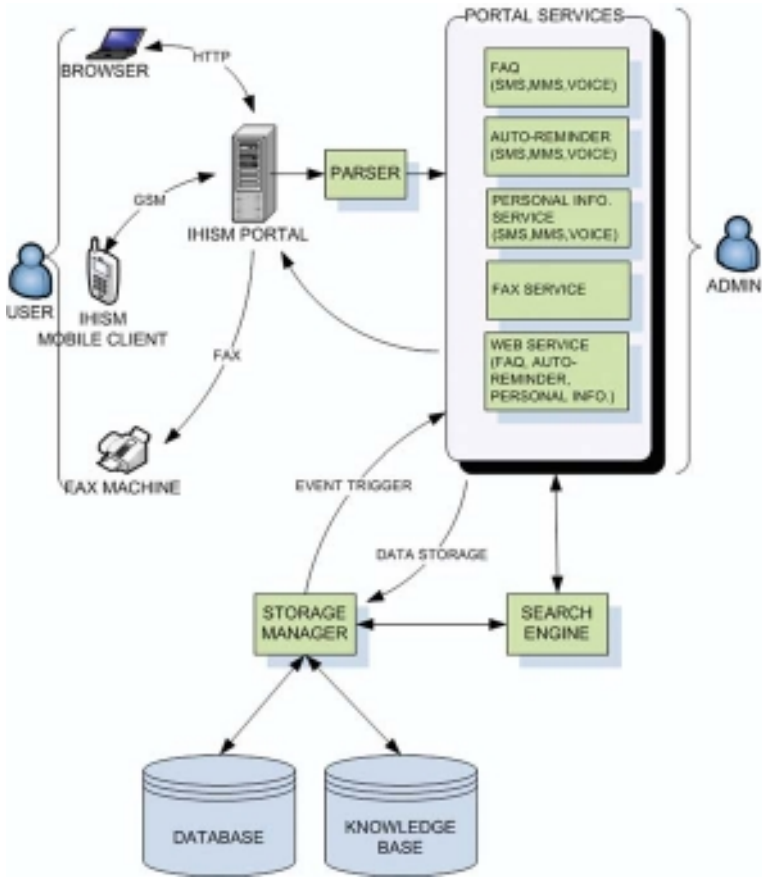 PORTAL SERVICES
BROWSER
HTTP
FAQ
(SMS,MMS,VOICE)
AUTO-REMINDER
(SMS,MMS,VOICE)
PARSER
GSM
IHISM PORTAL
PERSONAL INFO.
SERVICE
(SMS,MMS,VOICE)
USER
IHISM
MOBILE CLIENT
FAX SERVICE
ADMIN
FAX
WEB SERVICE
(FAQ, AUTO-
REMINDER,
PERSONAL INFO.)
FAX MACHINE
EVENT TRIGGER
DATA STORAGE
STORAGE
MANAGER
SEARCH
ENGINE
DATABASE
KNOWLEDGE
BASE